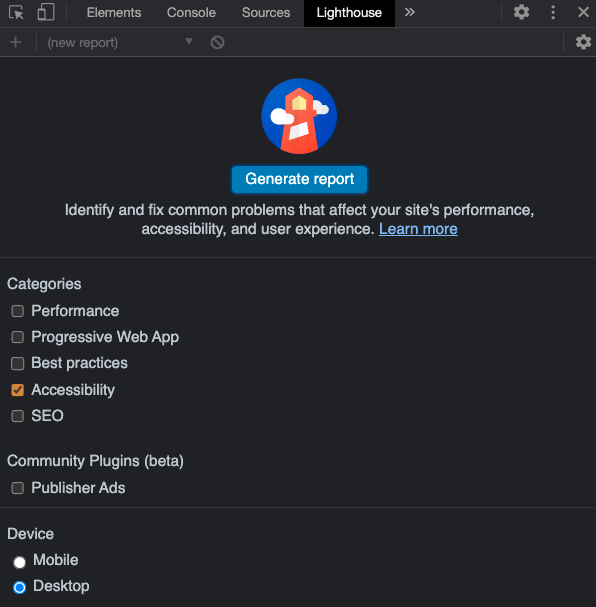 Elements Console Sources Lighthouse
(new report)
Generate report
Identify and fix common problems that affect your site's performance,
accessibility, and user experience. Learn more
Categories
Performance
Progressive Web App
Best practices
Accessibility
SEO
Community Plugins (beta)
Publisher Ads
Device
Mobile
Desktop